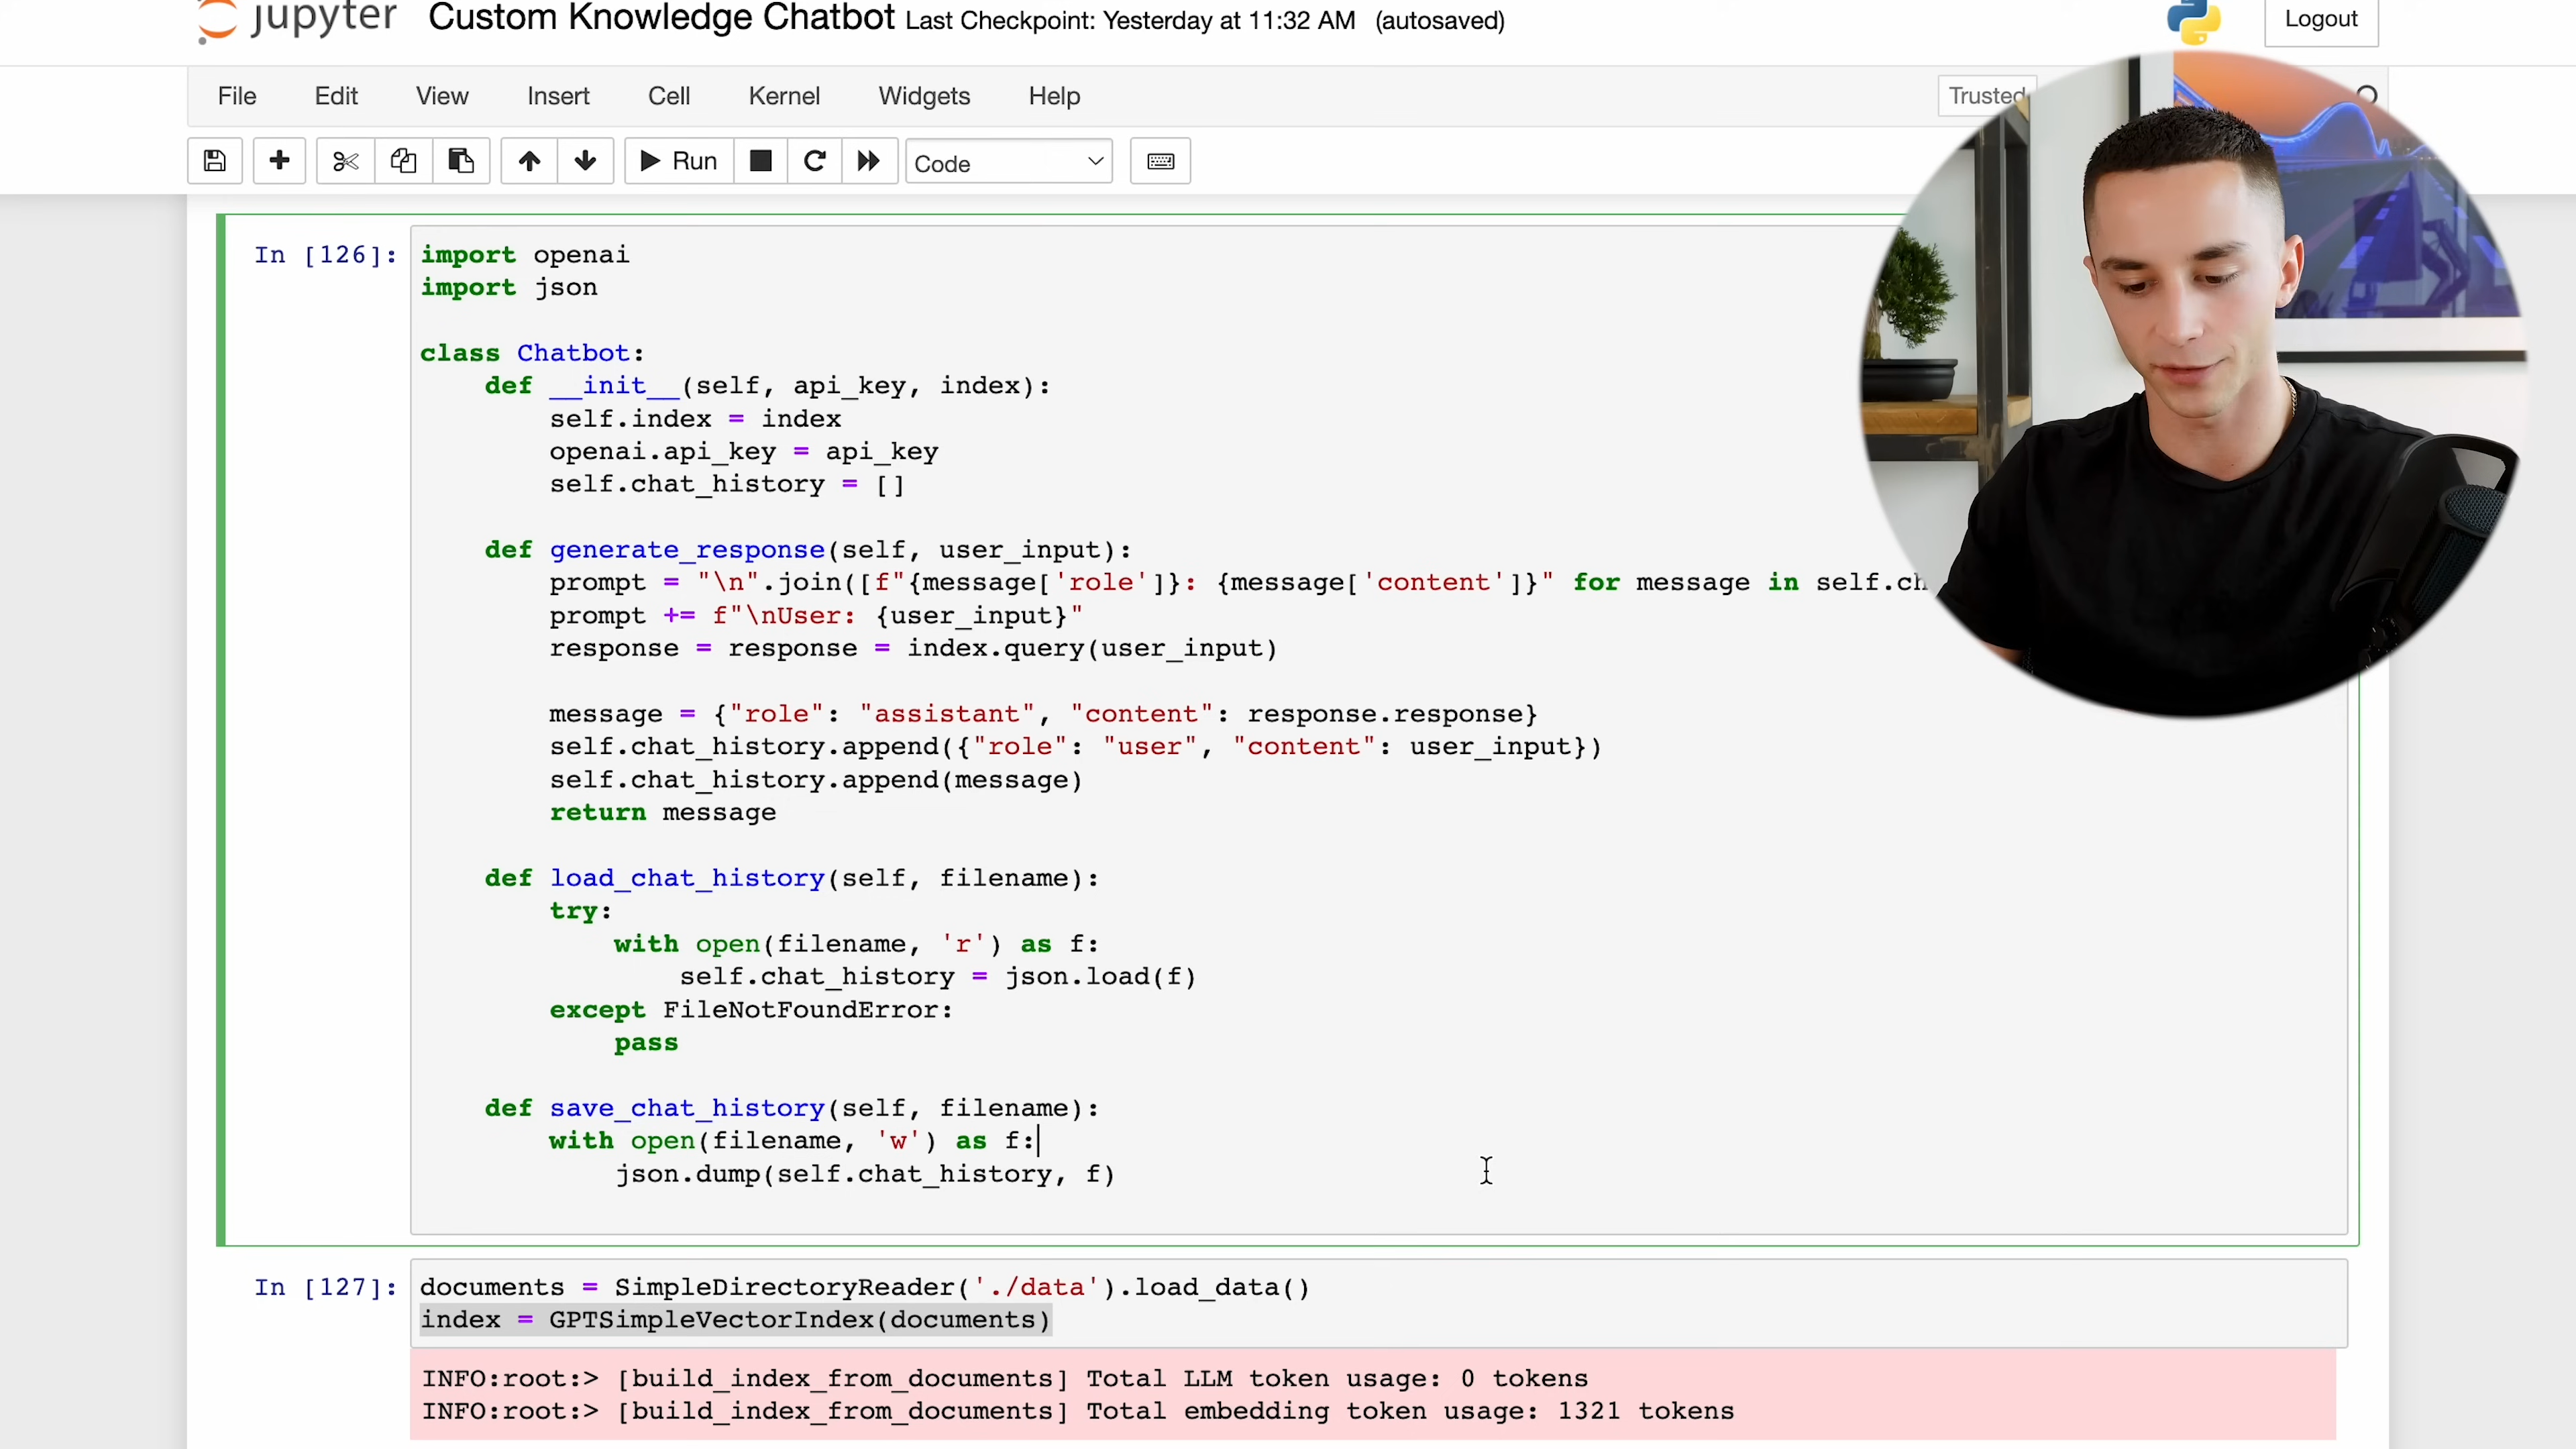 jupyter Custom Knowledge Chatbot Last Checkpoint: Yesterday at 11:32 AM (autosaved) Logout
File Edit View Insert Cell Kernel Widgets Help Trusted
Run Code
In [126]:
import openai
import json
class Chatbot:
    def __init__(self, api_key, index):
        self.index = index
        openai.api_key = api_key
        self.chat_history = []
    def generate_response(self, user_input):
        prompt = "\n".join([f"{message['role']}: {message['content']}" for message in self.ch
        prompt += f"\nUser: {user_input}"
        response = response = index.query(user_input)
        message = {"role": "assistant", "content": response.response}
        self.chat_history.append({"role": "user", "content": user_input})
        self.chat_history.append(message)
        return message
    def load_chat_history(self, filename):
        try:
            with open(filename, 'r') as f:
                self.chat_history = json.load(f)
        except FileNotFoundError:
            pass
    def save_chat_history(self, filename):
        with open(filename, 'w') as f:
            json.dump(self.chat_history, f)
In [127]:
documents = SimpleDirectoryReader('./data').load_data()
index = GPTSimpleVectorIndex(documents)
INFO:root:> [build_index_from_documents] Total LLM token usage: 0 tokens
INFO:root:> [build_index_from_documents] Total embedding token usage: 1321 tokens